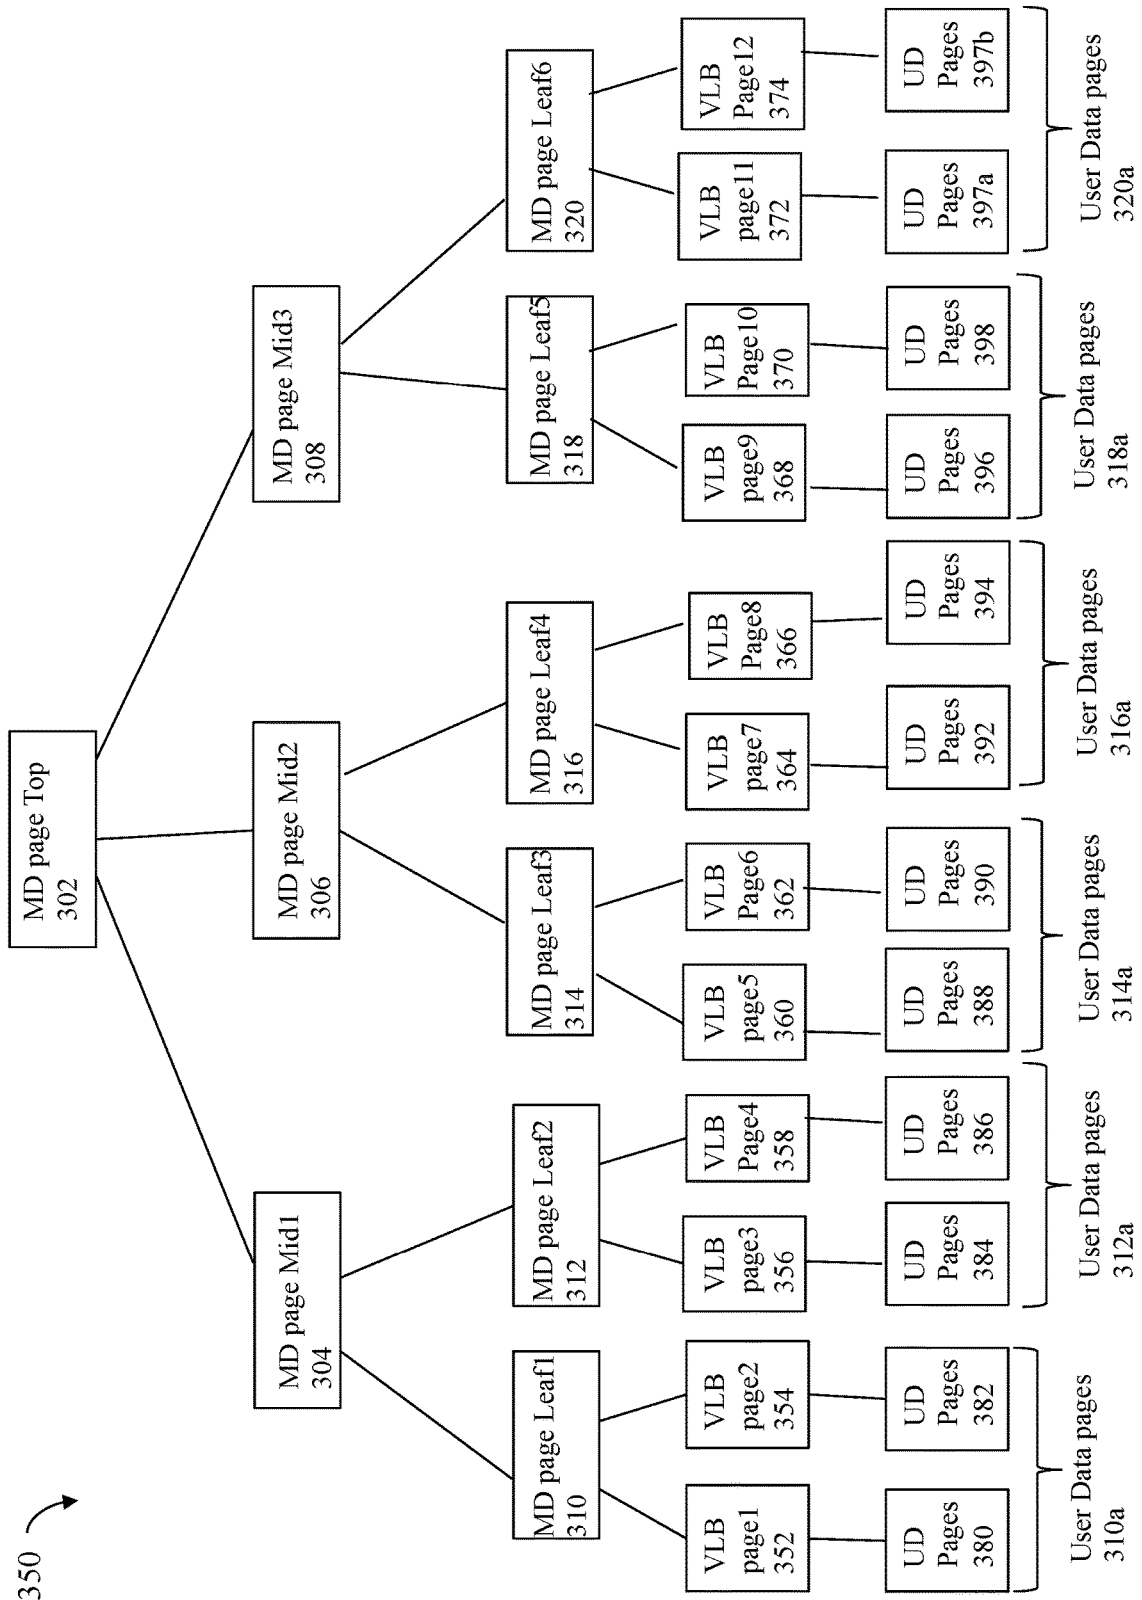 350
MD page Top
302
MD page Mid1
304
MD page Mid2
306
MD page Mid3
308
MD page Leaf1
310
MD page Leaf2
312
MD page Leaf3
314
MD page Leaf4
316
MD page Leaf5
318
MD page Leaf6
320
VLB
page1
352
VLB
page2
354
VLB
page3
356
VLB
Page4
358
VLB
page5
360
VLB
Page6
362
VLB
page7
364
VLB
Page8
366
VLB
page9
368
VLB
Page10
370
VLB
page11
372
VLB
Page12
374
UD
Pages
380
UD
Pages
382
UD
Pages
384
UD
Pages
386
UD
Pages
388
UD
Pages
390
UD
Pages
392
UD
Pages
394
UD
Pages
396
UD
Pages
398
UD
Pages
397a
UD
Pages
397b
User Data pages
310a
User Data pages
312a
User Data pages
314a
User Data pages
316a
User Data pages
318a
User Data pages
320a